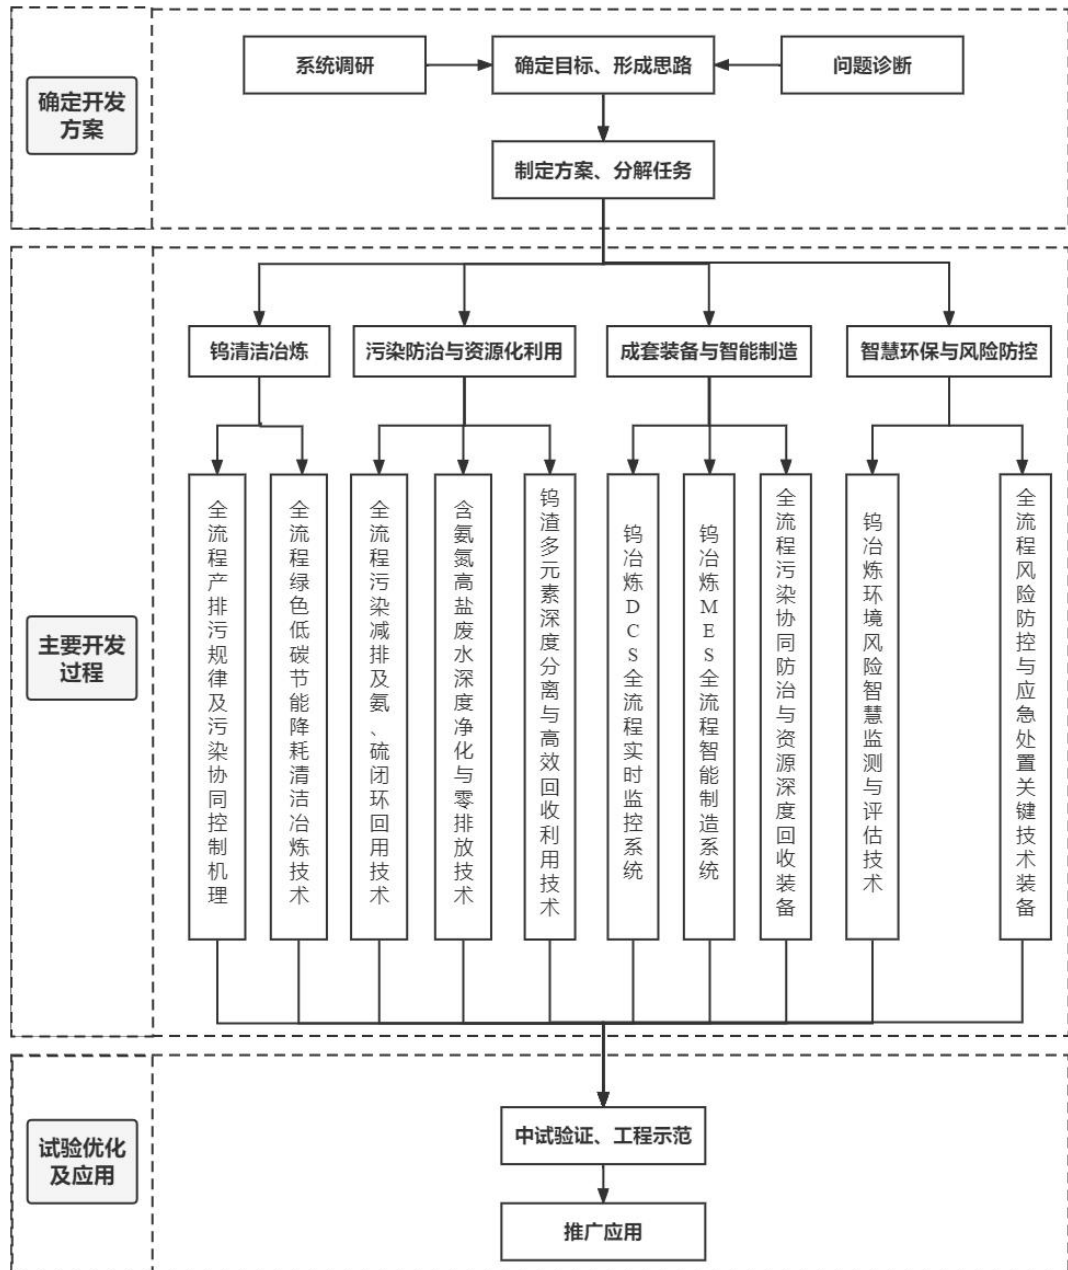 确定开发
方案
系统调研
确定目标、形成思路
问题诊断
制定方案、分解任务
主要开发
过程
钨清洁冶炼
污染防治与资源化利用
成套装备与智能制造
智慧环保与风险防控
全流程产排污规律及污染协同控制机理
全流程绿色低碳节能降耗清洁冶炼技术
全流程污染减排及氨、硫闭环回用技术
含氨氮高盐废水深度净化与零排放技术
钨渣多元素深度分离与高效回收利用技术
钨冶炼DCS全流程实时监控系统
钨冶炼MES全流程智能制造系统
全流程污染协同防治与资源深度回收装备
钨冶炼环境风险智慧监测与评估技术
全流程风险防控与应急处置关键技术装备
试验优化
及应用
中试验证、工程示范
推广应用